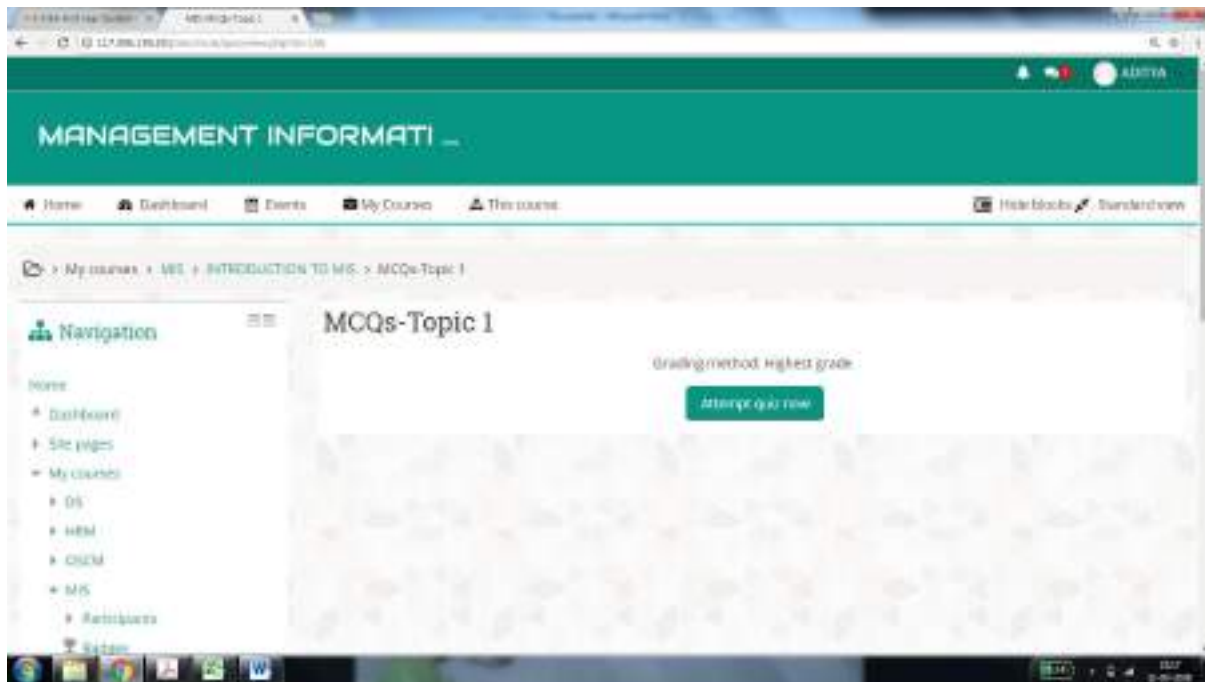 ADITYA
MANAGEMENT INFORMATI ...
Home Dashboard Events My Courses This course Hide blocks Standard view
My courses MIS INTRODUCTION TO MIS MCQs-Topic 1
Navigation
MCQs-Topic 1
Grading method: Highest grade
Attempt quiz now
Home
Dashboard
Site pages
My courses
DS
HRM
OSCM
MIS
Participants
Badges